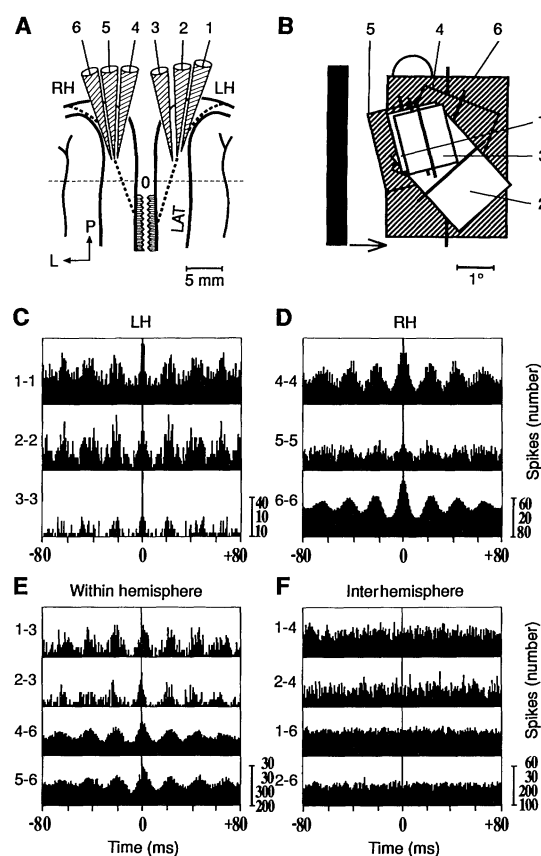 A
6 5 4 3 2 1
RH
LH
0
LAT
P
L
5 mm
B
5 4 6
1
3
2
1°
C
LH
1-1
2-2
3-3
40
10
10
-80 0 +80
D
RH
4-4
5-5
6-6
60
20
80
-80 0 +80
Spikes (number)
E
Within hemisphere
1-3
2-3
4-6
5-6
30
30
300
200
-80 0 +80
Time (ms)
F
Interhemisphere
1-4
2-4
1-6
2-6
60
30
200
100
-80 0 +80
Time (ms)
Spikes (number)